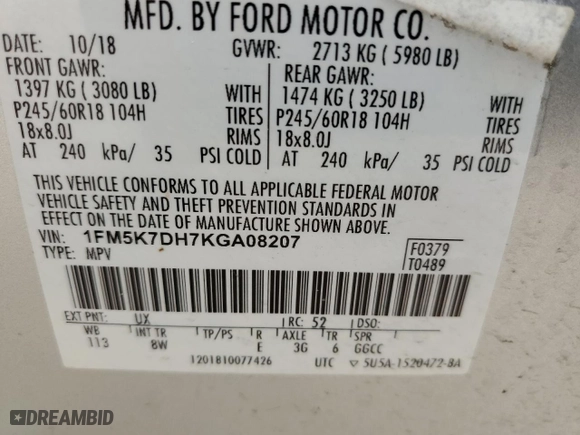 MFD. BY FORD MOTOR CO.
DATE: 10/18 GVWR: 2713 KG ( 5980 LB)
FRONT GAWR: REAR GAWR:
1397 KG ( 3080 LB) WITH 1474 KG ( 3250 LB) WITH
P245/60R18 104H TIRES P245/60R18 104H TIRES
18x8.0J RIMS 18x8.0J RIMS
AT 240 kPa/ 35 PSI COLD AT 240 kPa/ 35 PSI COLD
THIS VEHICLE CONFORMS TO ALL APPLICABLE FEDERAL MOTOR
VEHICLE SAFETY AND THEFT PREVENTION STANDARDS IN
EFFECT ON THE DATE OF MANUFACTURE SHOWN ABOVE.
VIN: 1FM5K7DH7KGA08207 F0379
TYPE: MPV T0489
EXT PNT: UX RC: 52 DSO:
WB INT TR TP/PS R AXLE TR SPR
113 8W E 3G 6 GGCC
1201810077426 UTC ▽ 5U5A-1520472-BA
DREAMBID